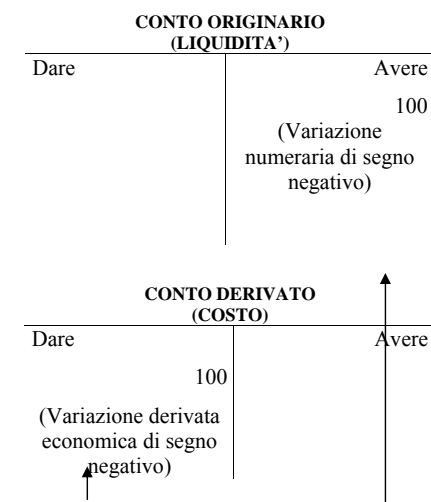 CONTO ORIGINARIO
(LIQUIDITA’)
Dare Avere
100
(Variazione
numeraria di segno
negativo)
CONTO DERIVATO
(COSTO)
Dare Avere
100
(Variazione derivata
economica di segno
negativo)